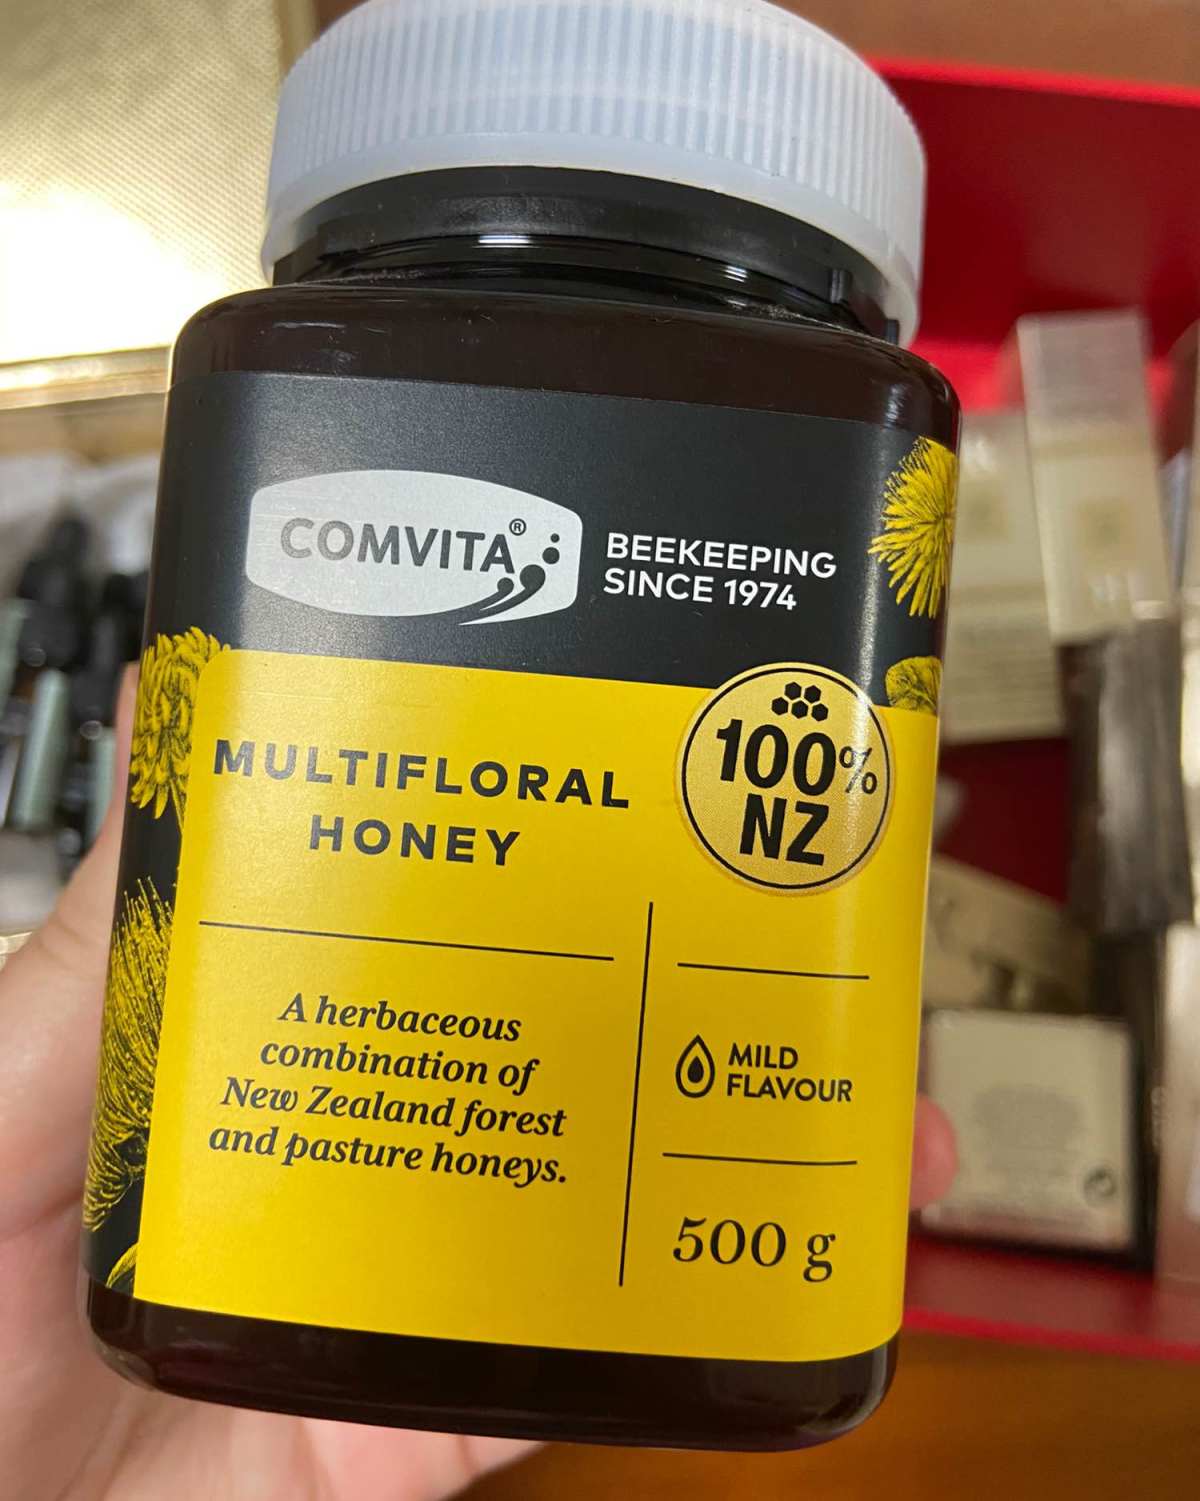 COMVITA®
BEEKEEPING
SINCE 1974
MULTIFLORAL
HONEY
100%
NZ
A herbaceous
combination of
New Zealand forest
and pasture honeys.
MILD
FLAVOUR
500 g